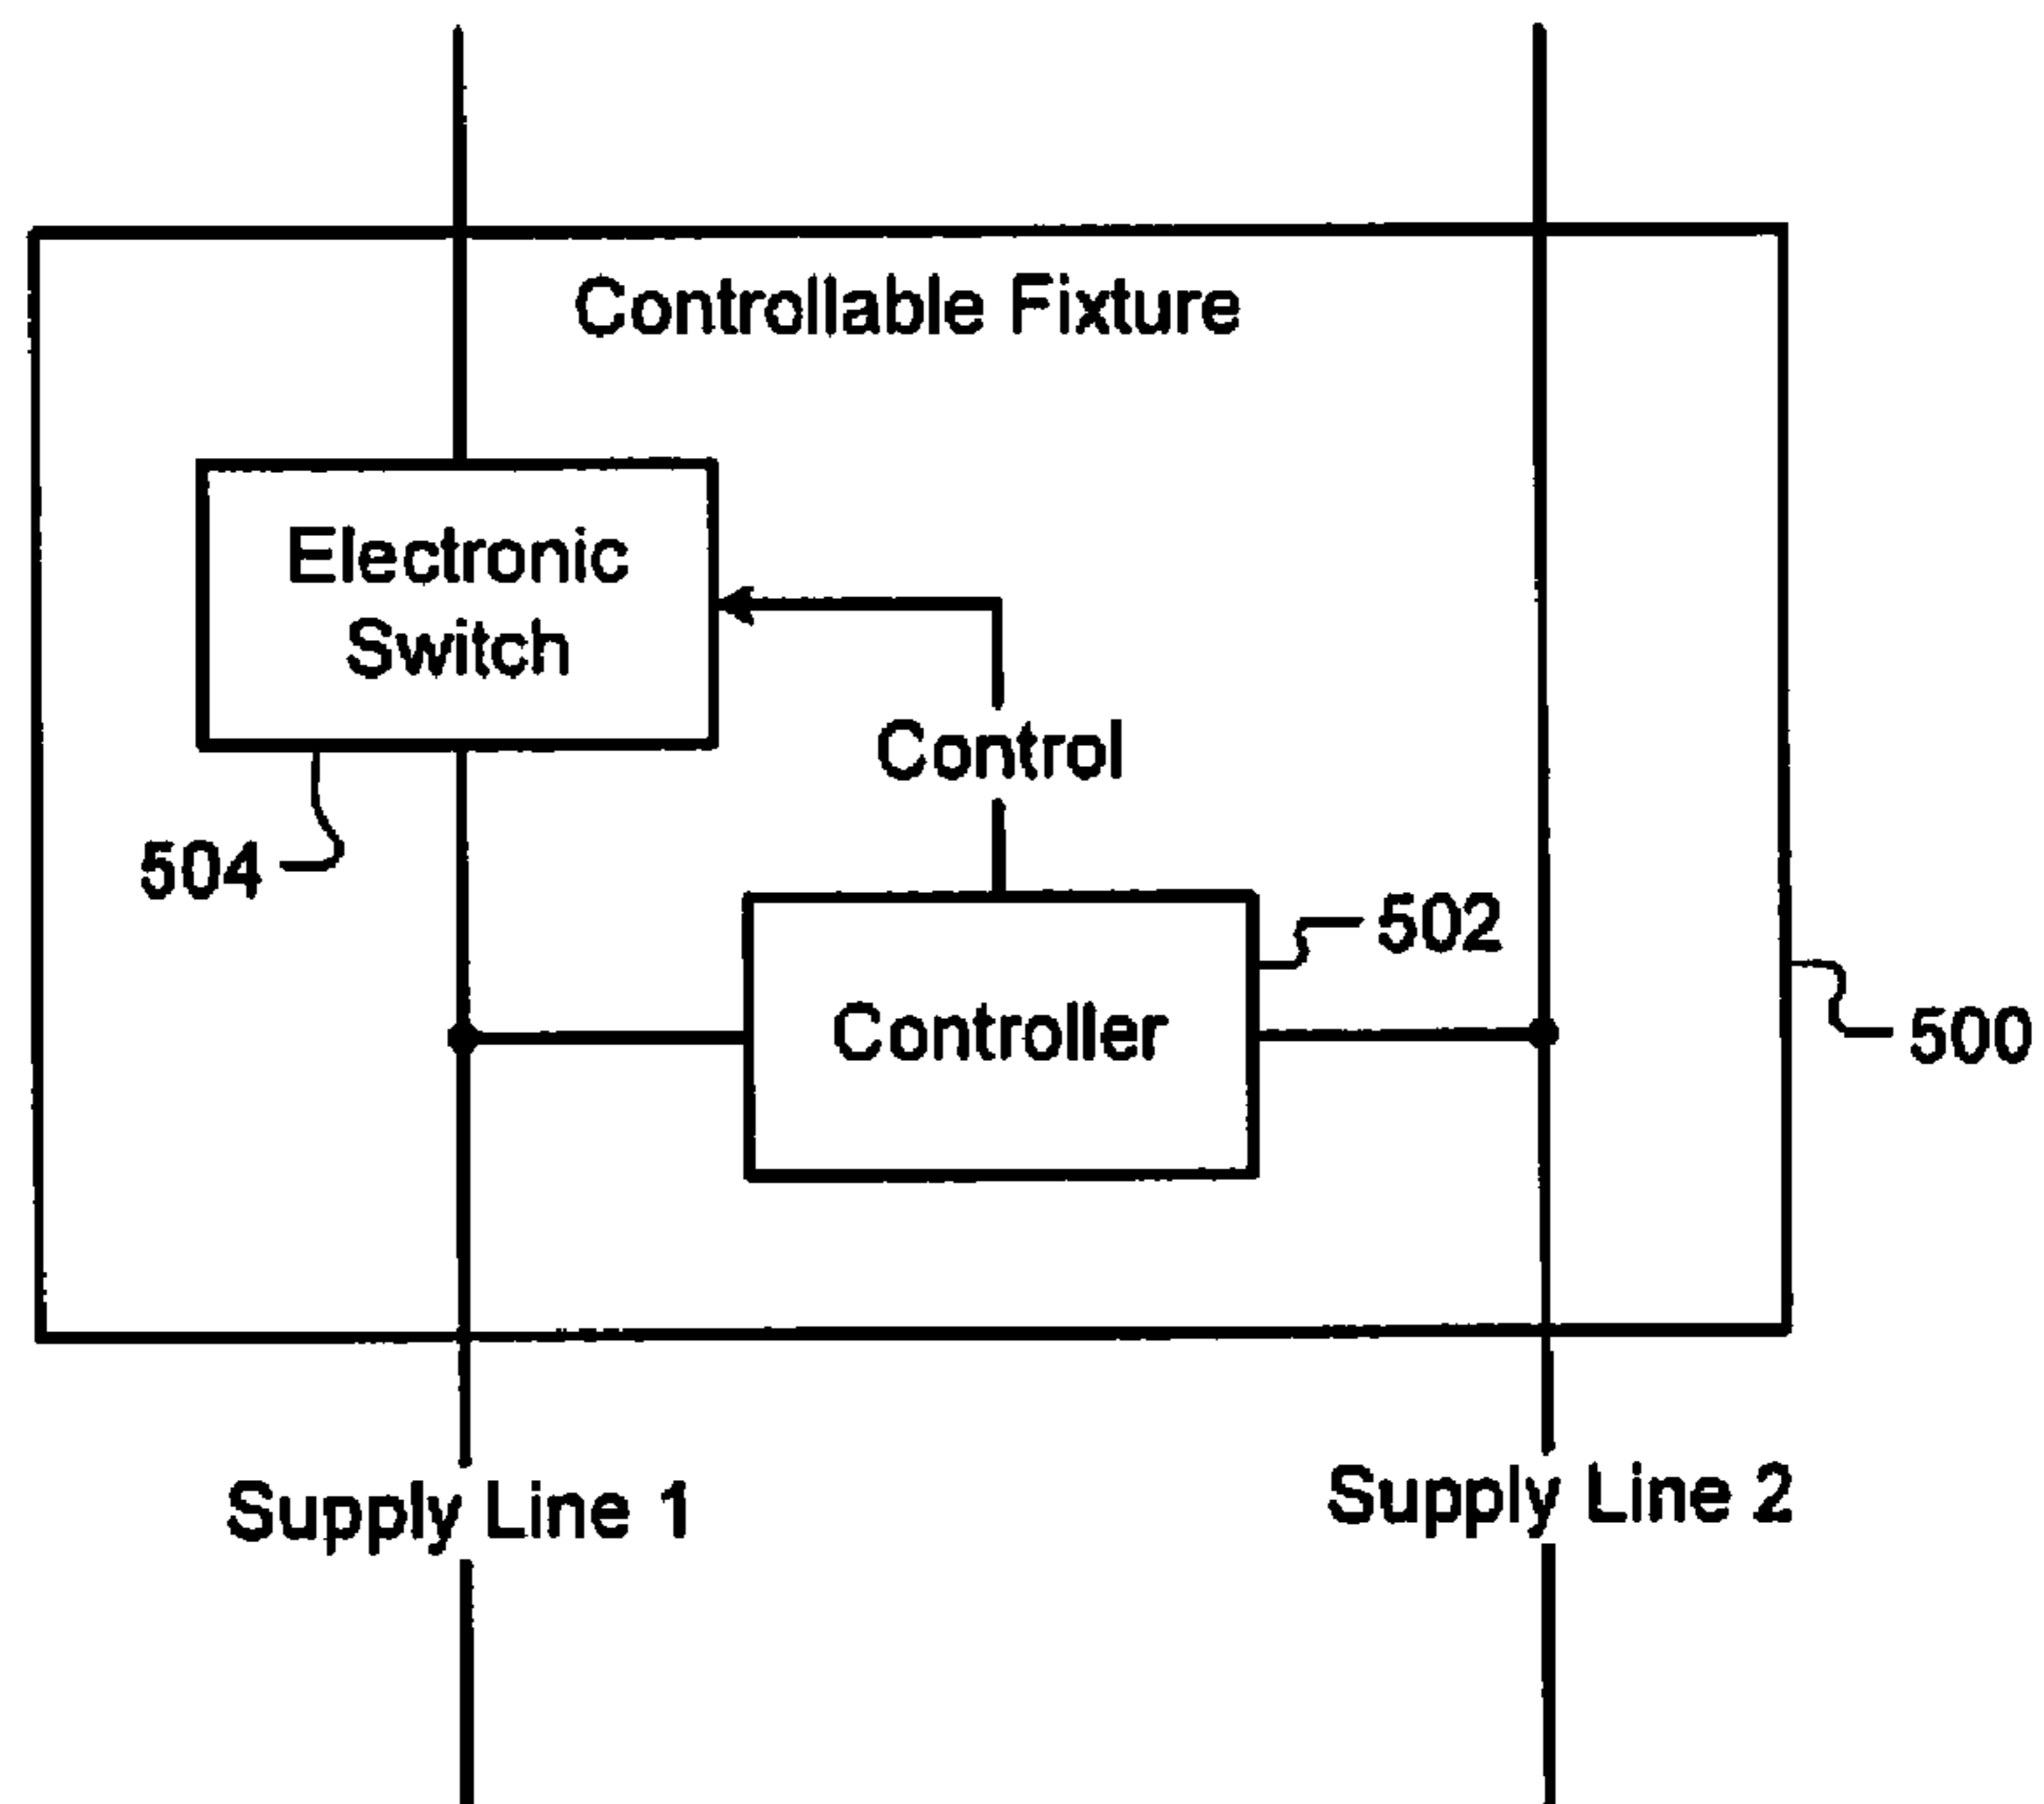 Controllable Fixture
Electronic
Switch
Control
504
502
Controller
500
Supply Line 1
Supply Line 2